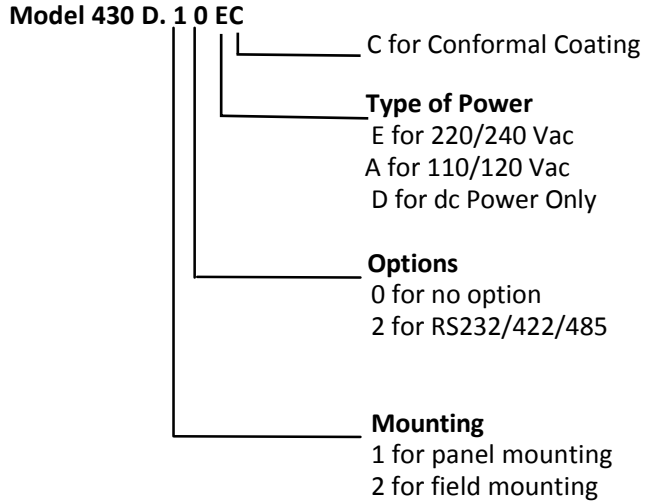 Model 430 D. 1 0 EC
C for Conformal Coating
Type of Power
E for 220/240 Vac
A for 110/120 Vac
D for dc Power Only
Options
0 for no option
2 for RS232/422/485
Mounting
1 for panel mounting
2 for field mounting